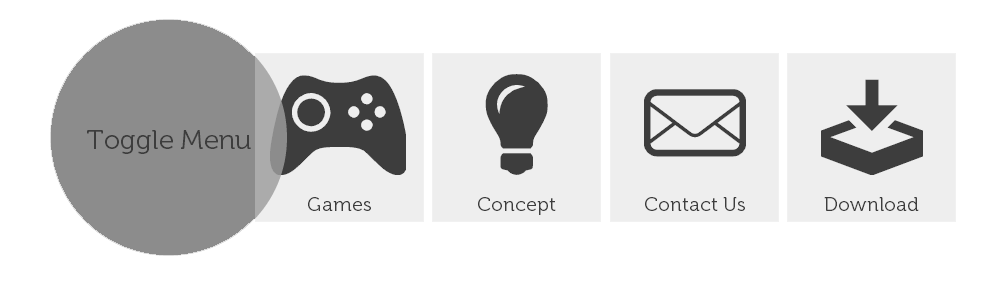 Toggle Menu
Games
Concept
Contact Us
Download